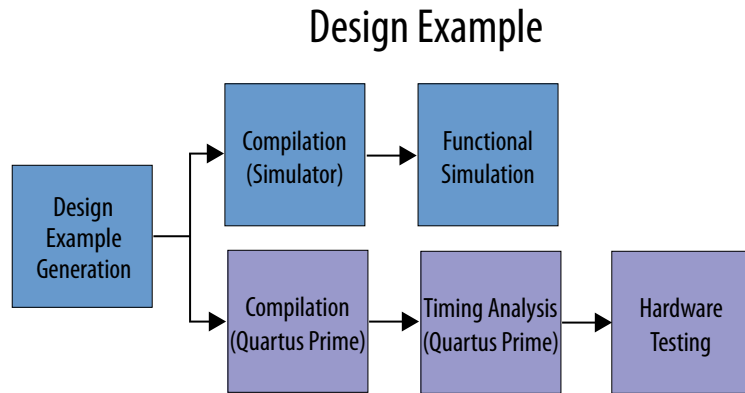 Design Example
Compilation
(Simulator)
Functional
Simulation
Design
Example
Generation
Compilation
(Quartus Prime)
Timing Analysis
(Quartus Prime)
Hardware
Testing